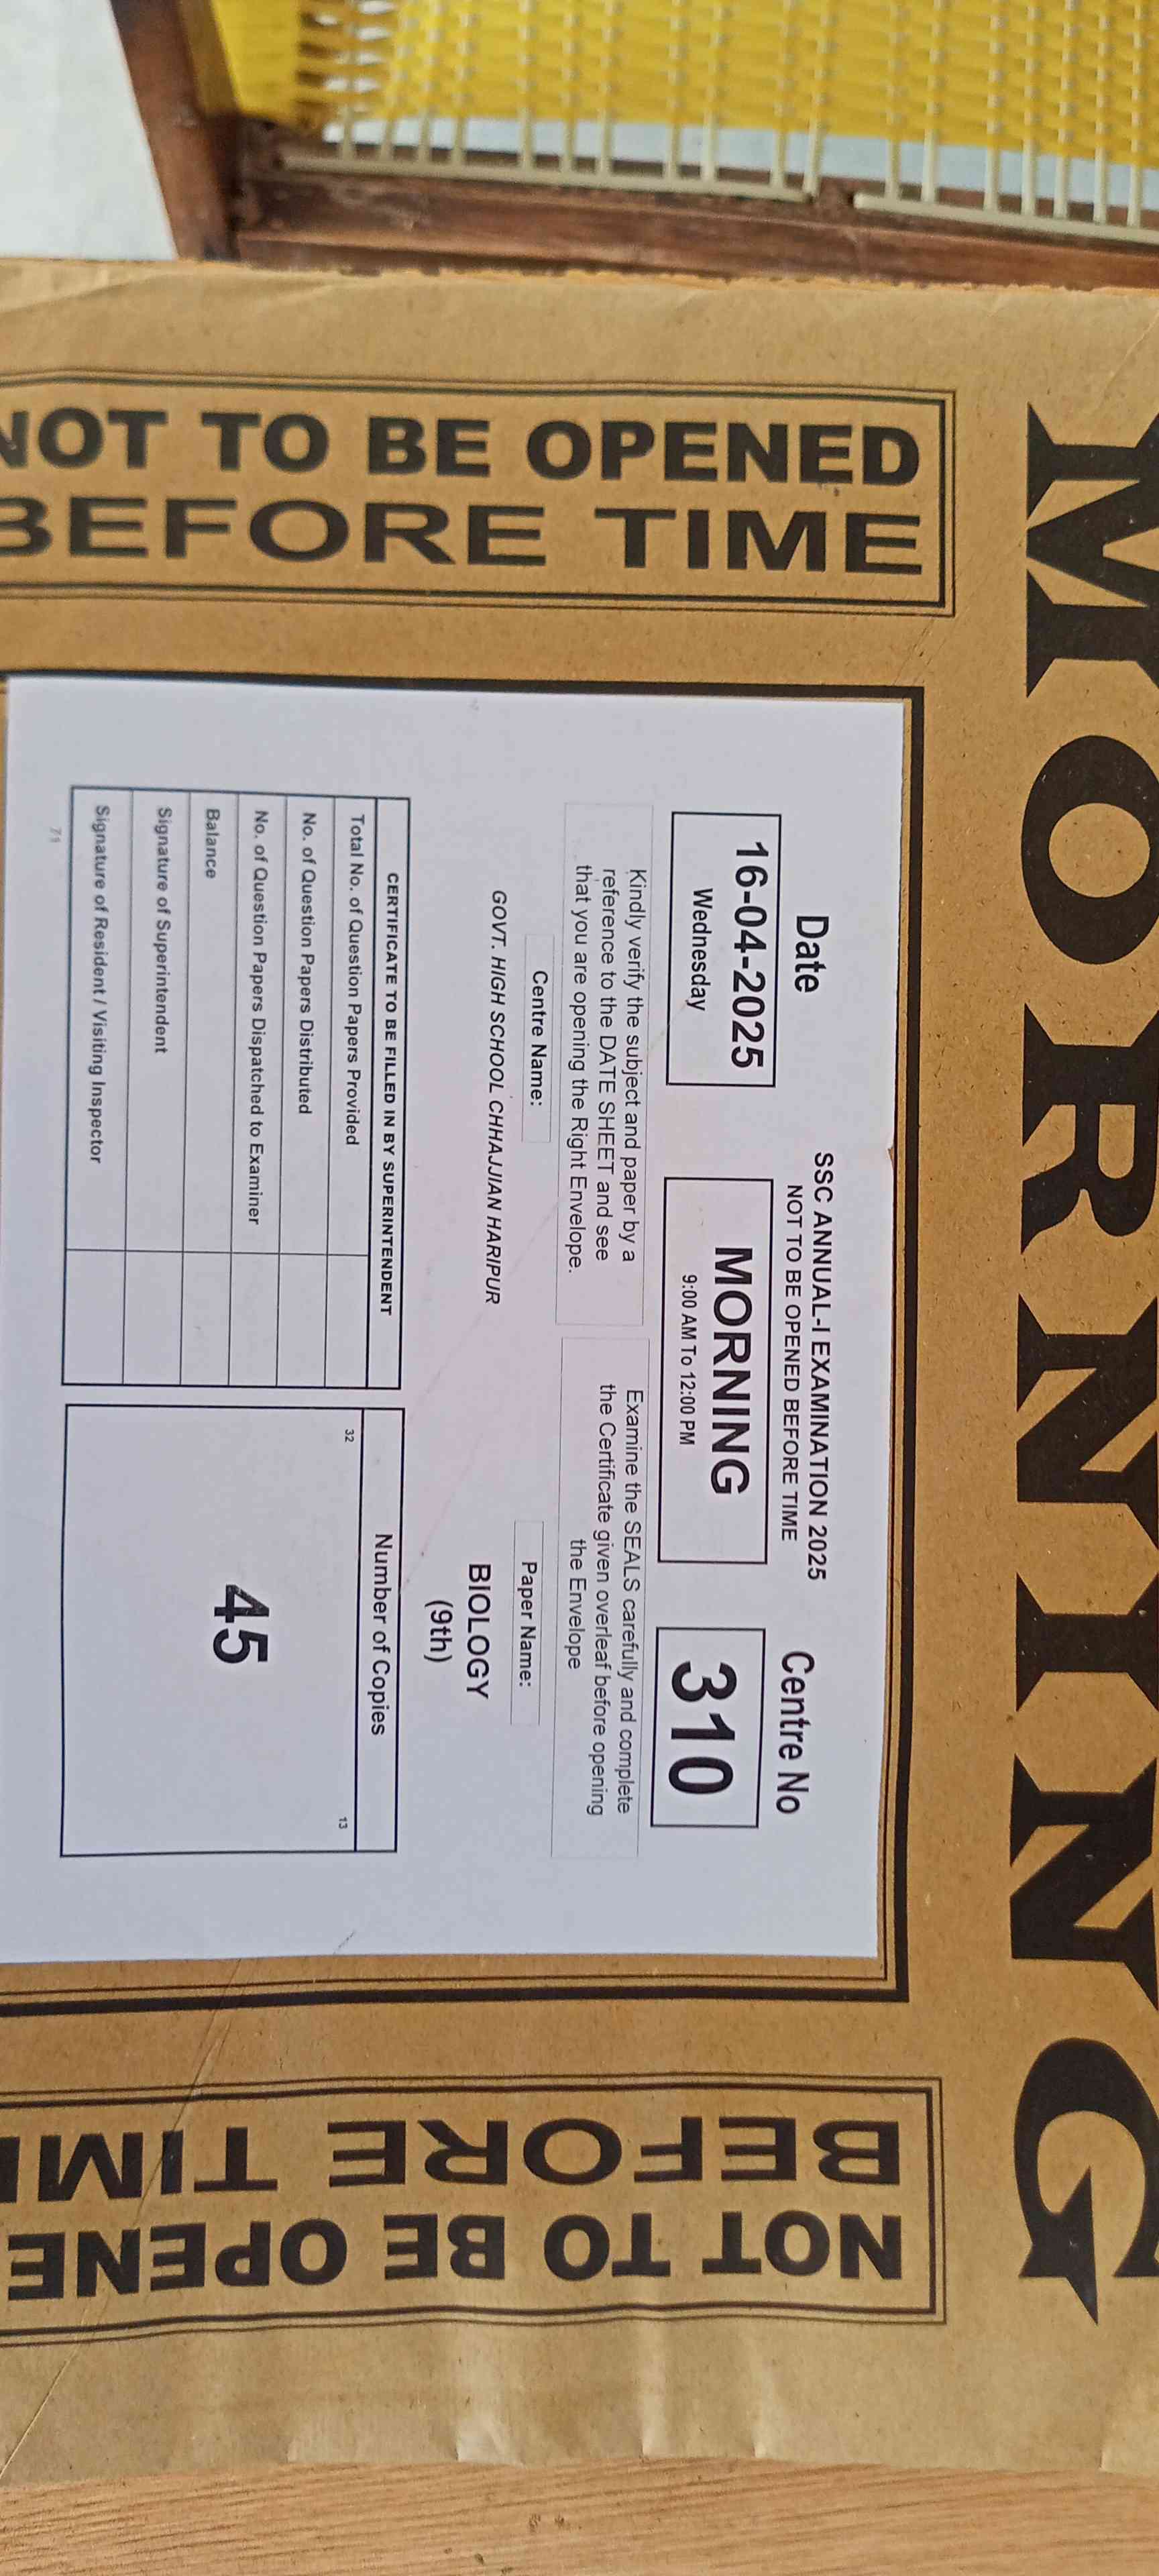 MORNING
NOT TO BE OPENED
BEFORE TIME
SSC ANNUAL-I EXAMINATION 2025
NOT TO BE OPENED BEFORE TIME
Date
16-04-2025
Wednesday
MORNING
9:00 AM To 12:00 PM
Centre No
310
Kindly verify the subject and paper by a
reference to the DATE SHEET and see
that you are opening the Right Envelope.
Examine the SEALS carefully and complete
the Certificate given overleaf before opening
the Envelope
Centre Name:
GOVT. HIGH SCHOOL CHHAJJIAN HARIPUR
Paper Name:
BIOLOGY
(9th)
CERTIFICATE TO BE FILLED IN BY SUPERINTENDENT
Total No. of Question Papers Provided
No. of Question Papers Distributed
No. of Question Papers Dispatched to Examiner
Balance
Signature of Superintendent
Signature of Resident / Visiting Inspector
71
Number of Copies
32
13
45
NOT TO BE OPENE
BEFORE TIM